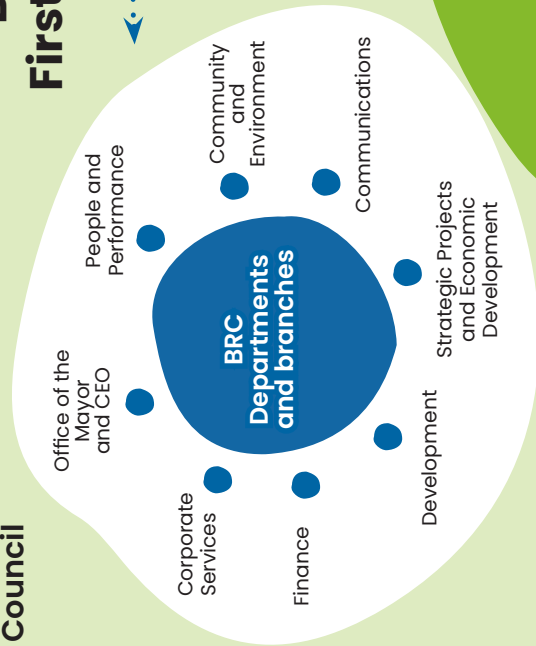 Council
First
Office of the
Mayor
and CEO
People and
Performance
Corporate
Services
Community
and
Environment
BRC
Departments
and branches
Finance
Communications
Development
Strategic Projects
and Economic
Development